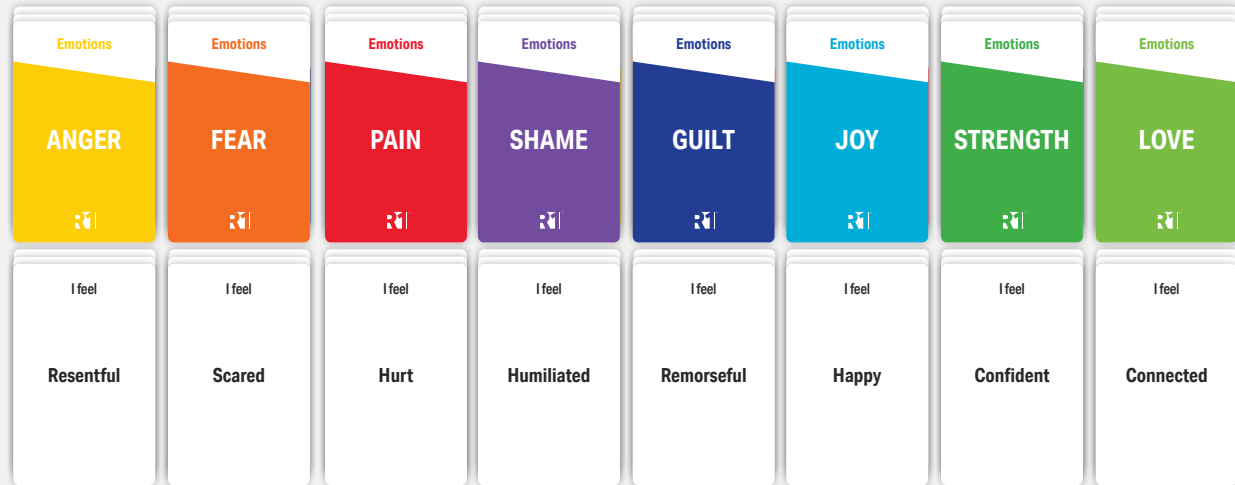 Emotions Emotions Emotions Emotions Emotions Emotions Emotions Emotions
ANGER FEAR PAIN SHAME GUILT JOY STRENGTH LOVE
I feel I feel I feel I feel I feel I feel I feel I feel
Resentful Scared Hurt Humiliated Remorseful Happy Confident Connected